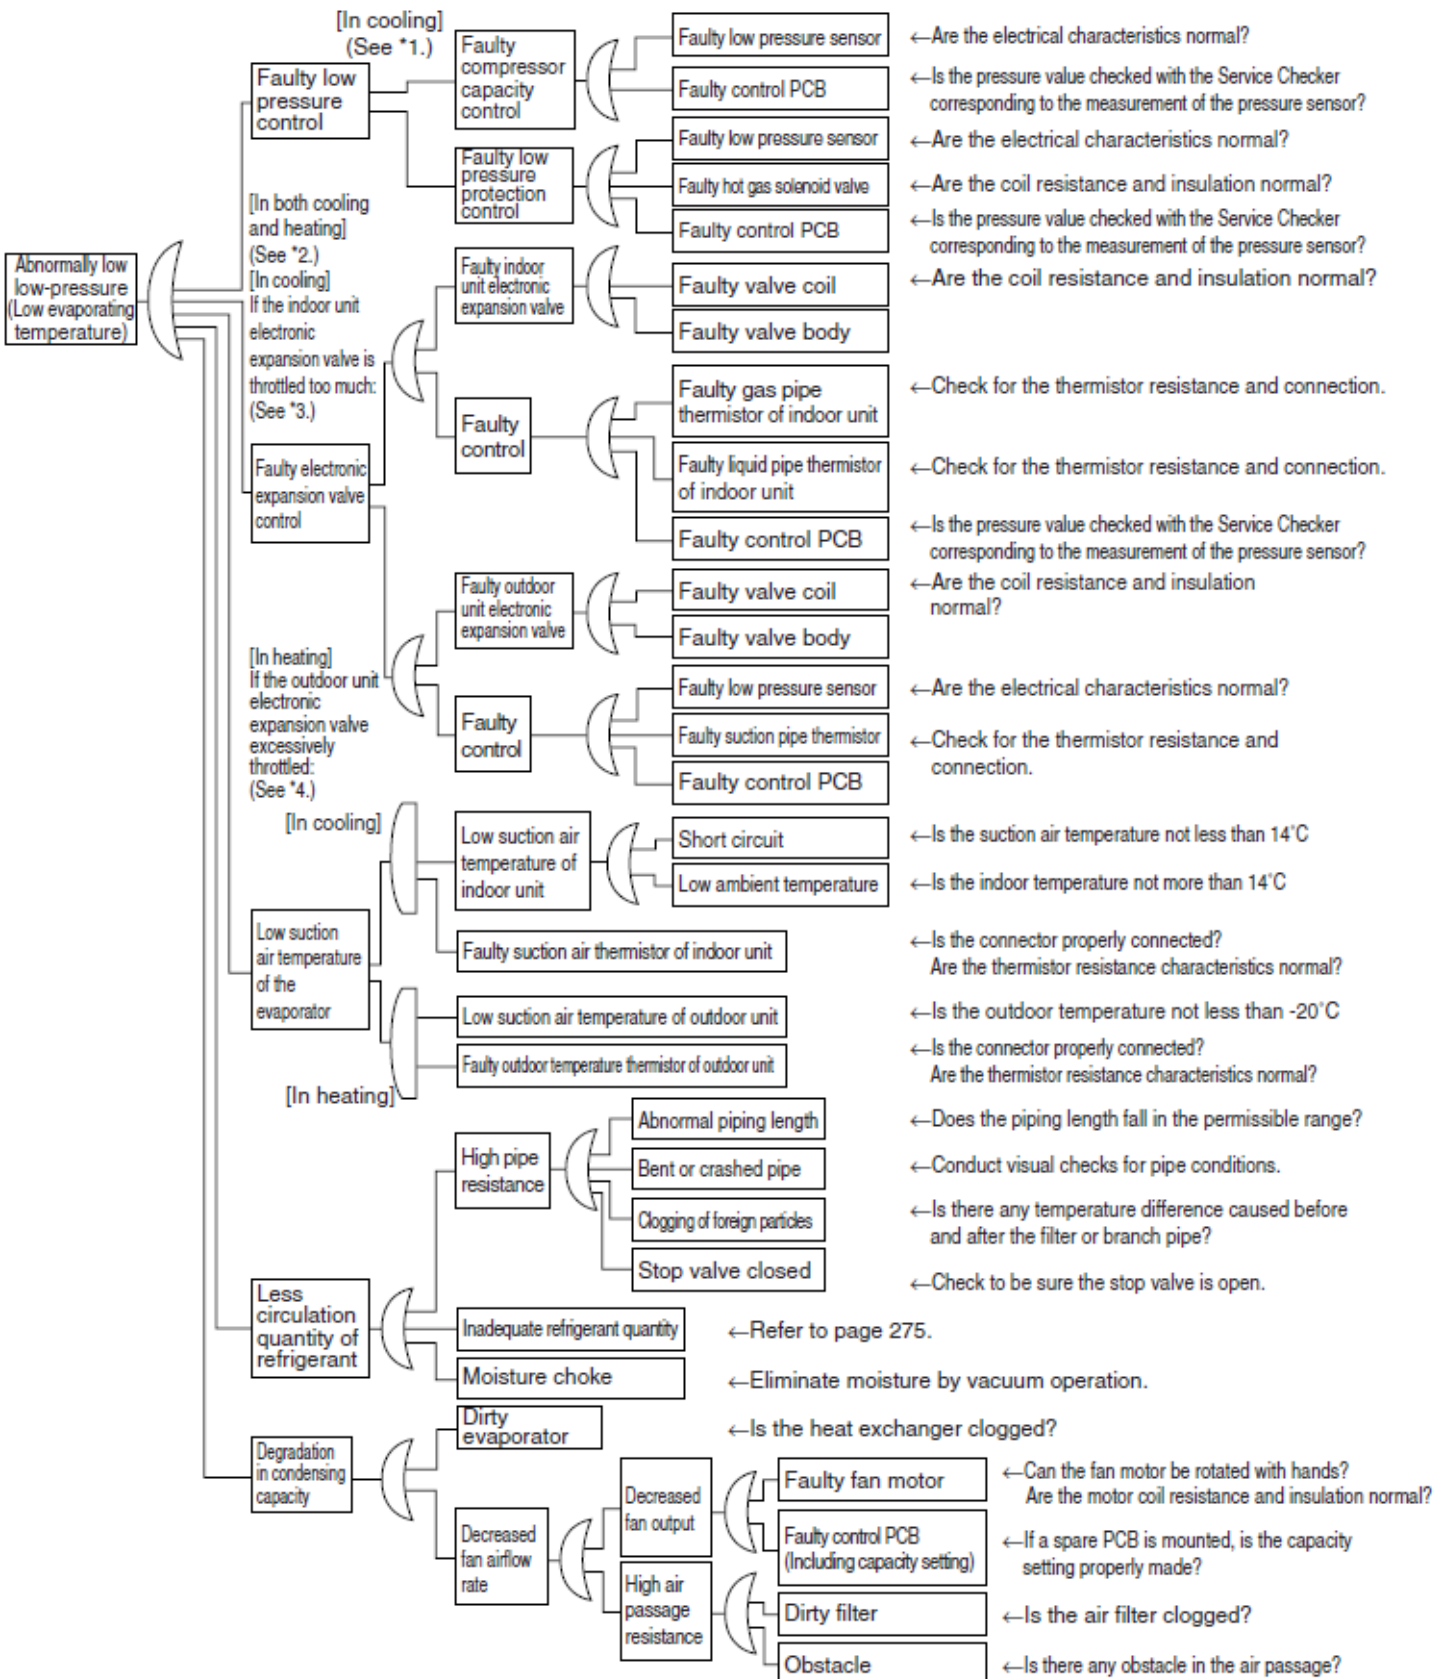 [In cooling]
(See *1.)
Faulty low
pressure
control
Faulty
compressor
capacity
control
Faulty low pressure sensor
←Are the electrical characteristics normal?
Faulty control PCB
←Is the pressure value checked with the Service Checker
corresponding to the measurement of the pressure sensor?
Faulty low
pressure
protection
control
Faulty low pressure sensor
←Are the electrical characteristics normal?
Faulty hot gas solenoid valve
←Are the coil resistance and insulation normal?
Faulty control PCB
←Is the pressure value checked with the Service Checker
corresponding to the measurement of the pressure sensor?
Abnormally low
low-pressure
(Low evaporating
temperature)
[In both cooling
and heating]
(See *2.)
[In cooling]
If the indoor unit
electronic
expansion valve is
throttled too much:
(See *3.)
Faulty electronic
expansion valve
control
Faulty indoor
unit electronic
expansion valve
Faulty valve coil
←Are the coil resistance and insulation normal?
Faulty valve body
Faulty
control
Faulty gas pipe
thermistor of indoor unit
←Check for the thermistor resistance and connection.
Faulty liquid pipe thermistor
of indoor unit
←Check for the thermistor resistance and connection.
Faulty control PCB
←Is the pressure value checked with the Service Checker
corresponding to the measurement of the pressure sensor?
[In heating]
If the outdoor unit
electronic
expansion valve
excessively
throttled:
(See *4.)
Faulty outdoor
unit electronic
expansion valve
Faulty valve coil
←Are the coil resistance and insulation
normal?
Faulty valve body
Faulty
control
Faulty low pressure sensor
←Are the electrical characteristics normal?
Faulty suction pipe thermistor
←Check for the thermistor resistance and
connection.
Faulty control PCB
[In cooling]
Low suction
air temperature
of the
evaporator
Low suction air
temperature of
indoor unit
Short circuit
←Is the suction air temperature not less than 14˚C
Low ambient temperature
←Is the indoor temperature not more than 14˚C
Faulty suction air thermistor of indoor unit
←Is the connector properly connected?
Are the thermistor resistance characteristics normal?
Low suction air temperature of outdoor unit
←Is the outdoor temperature not less than -20˚C
Faulty outdoor temperature thermistor of outdoor unit
←Is the connector properly connected?
Are the thermistor resistance characteristics normal?
[In heating]
Less
circulation
quantity of
refrigerant
High pipe
resistance
Abnormal piping length
←Does the piping length fall in the permissible range?
Bent or crashed pipe
←Conduct visual checks for pipe conditions.
Clogging of foreign particles
←Is there any temperature difference caused before
and after the filter or branch pipe?
Stop valve closed
←Check to be sure the stop valve is open.
Inadequate refrigerant quantity
←Refer to page 275.
Moisture choke
←Eliminate moisture by vacuum operation.
Degradation
in condensing
capacity
Dirty
evaporator
←Is the heat exchanger clogged?
Decreased
fan airflow
rate
Decreased
fan output
Faulty fan motor
←Can the fan motor be rotated with hands?
Are the motor coil resistance and insulation normal?
Faulty control PCB
(Including capacity setting)
←If a spare PCB is mounted, is the capacity
setting properly made?
High air
passage
resistance
Dirty filter
←Is the air filter clogged?
Obstacle
←Is there any obstacle in the air passage?